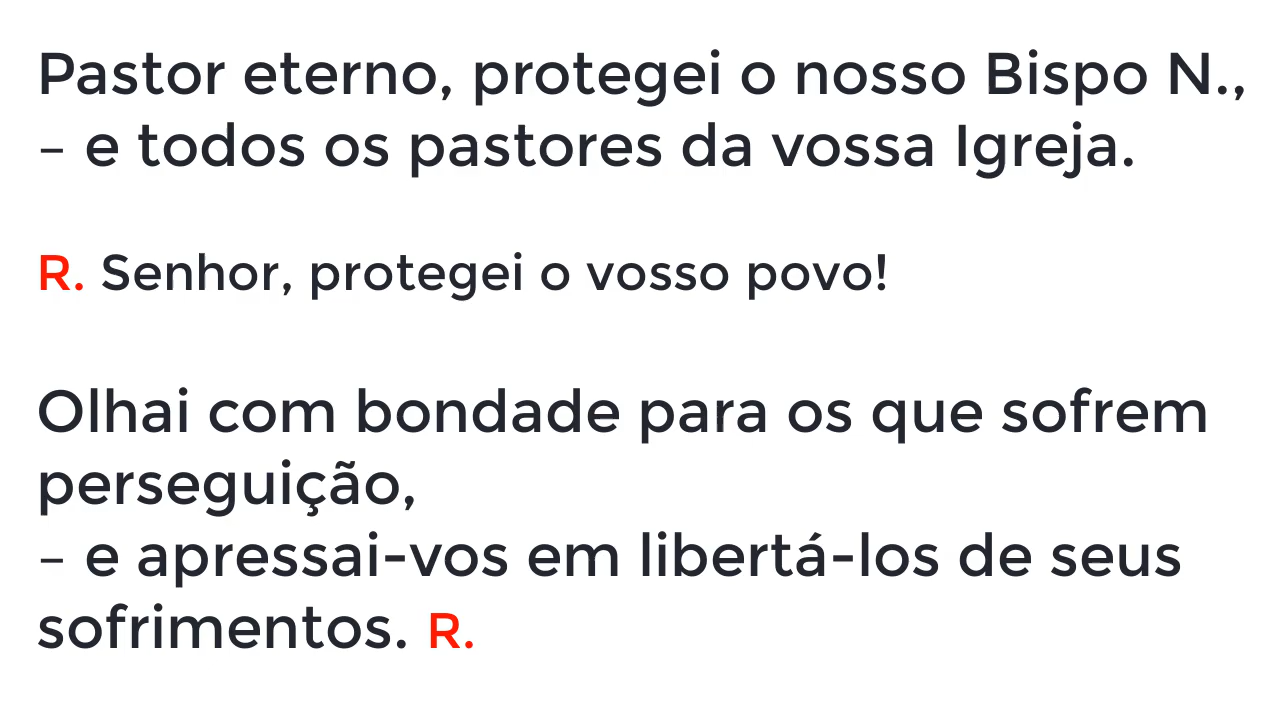 Pastor eterno, protegei o nosso Bispo N.,
– e todos os pastores da vossa Igreja.
R. Senhor, protegei o vosso povo!
Olhai com bondade para os que sofrem
perseguição,
– e apressai-vos em libertá-los de seus
sofrimentos. R.